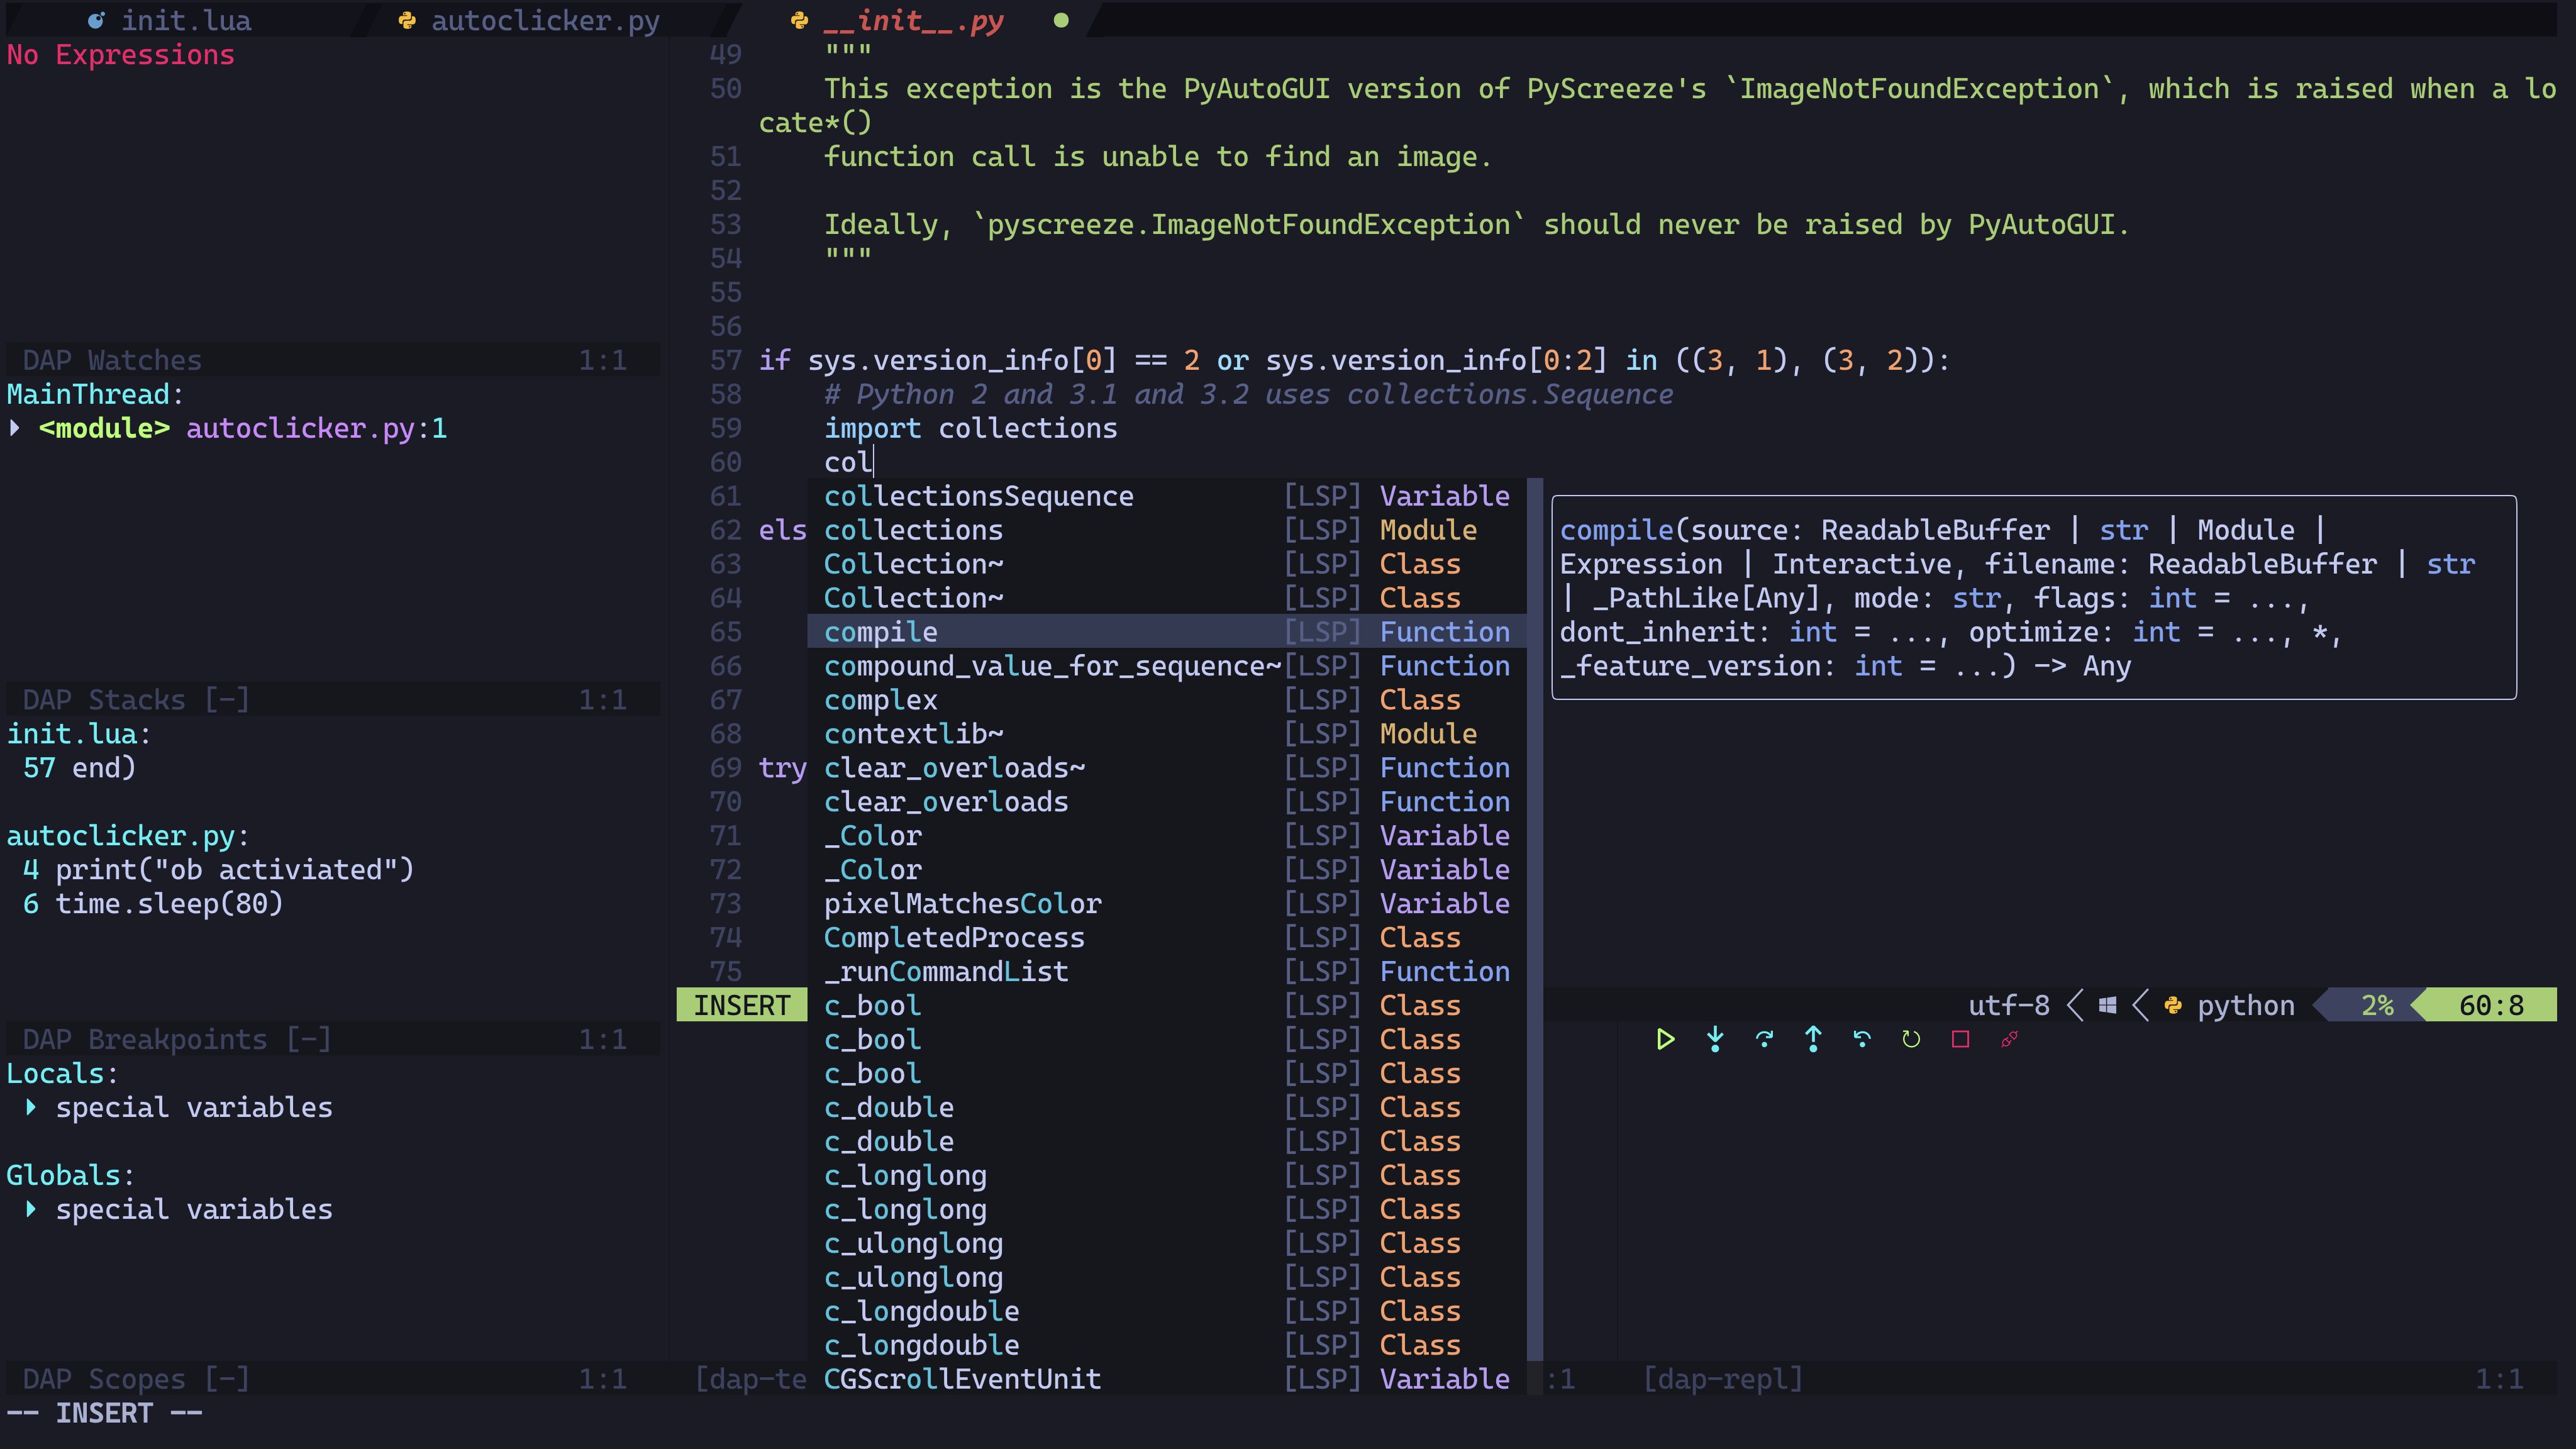 init.lua
autoclicker.py
__init__.py
No Expressions
DAP Watches 1:1
MainThread:
<module> autoclicker.py:1
DAP Stacks [-] 1:1
init.lua:
57 end)
autoclicker.py:
4 print("ob activiated")
6 time.sleep(80)
DAP Breakpoints [-] 1:1
Locals:
special variables
Globals:
special variables
DAP Scopes [-] 1:1
49 """
50 This exception is the PyAutoGUI version of PyScreeze's `ImageNotFoundException`, which is raised when a lo
cate*()
51 function call is unable to find an image.
52
53 Ideally, `pyscreeze.ImageNotFoundException` should never be raised by PyAutoGUI.
54 """
55
56
57 if sys.version_info[0] == 2 or sys.version_info[0:2] in ((3, 1), (3, 2)):
58 # Python 2 and 3.1 and 3.2 uses collections.Sequence
59 import collections
60 col
61 collectionsSequence [LSP] Variable
62 els collections [LSP] Module
63 Collection~ [LSP] Class
64 Collection~ [LSP] Class
65 compile [LSP] Function
66 compound_value_for_sequence~ [LSP] Function
67 complex [LSP] Class
68 contextlib~ [LSP] Module
69 try clear_overloads~ [LSP] Function
70 clear_overloads [LSP] Function
71 _Color [LSP] Variable
72 _Color [LSP] Variable
73 pixelMatchesColor [LSP] Variable
74 CompletedProcess [LSP] Class
75 _runCommandList [LSP] Function
INSERT c_bool [LSP] Class
c_bool [LSP] Class
c_bool [LSP] Class
c_double [LSP] Class
c_double [LSP] Class
c_longlong [LSP] Class
c_longlong [LSP] Class
c_ulonglong [LSP] Class
c_ulonglong [LSP] Class
c_longdouble [LSP] Class
c_longdouble [LSP] Class
[dap-te CGScrollEventUnit [LSP] Variable :1
compile(source: ReadableBuffer | str | Module |
Expression | Interactive, filename: ReadableBuffer | str
| _PathLike[Any], mode: str, flags: int = ...,
dont_inherit: int = ..., optimize: int = ..., *,
_feature_version: int = ...) -> Any
utf-8 python 2% 60:8
[dap-repl] 1:1
-- INSERT --